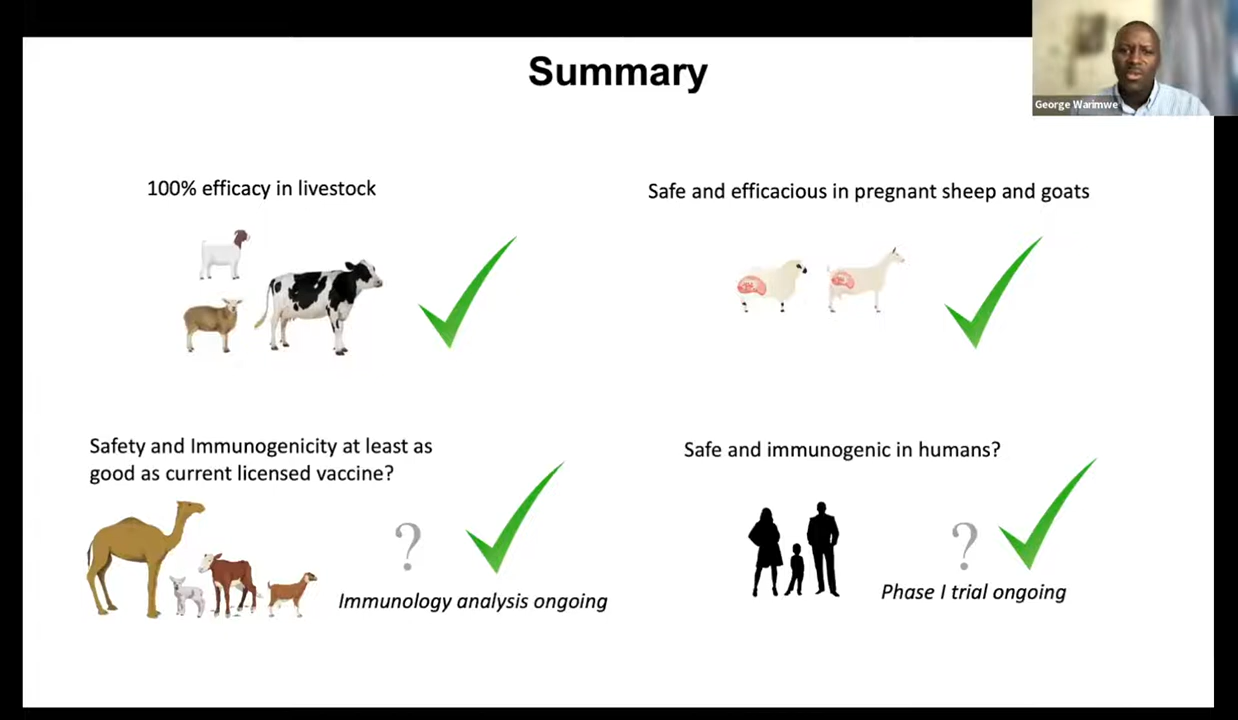 Summary
George Warimwe
100% efficacy in livestock
Safe and efficacious in pregnant sheep and goats
Safety and Immunogenicity at least as
good as current licensed vaccine?
?
Immunology analysis ongoing
Safe and immunogenic in humans?
?
Phase I trial ongoing